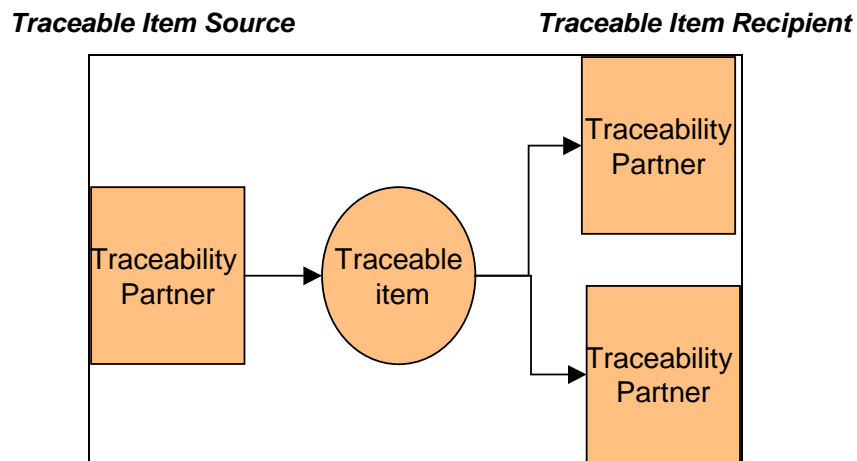 Traceable Item Source
Traceable Item Recipient
Traceability
Partner
Traceability
Partner
Traceable
item
Traceability
Partner